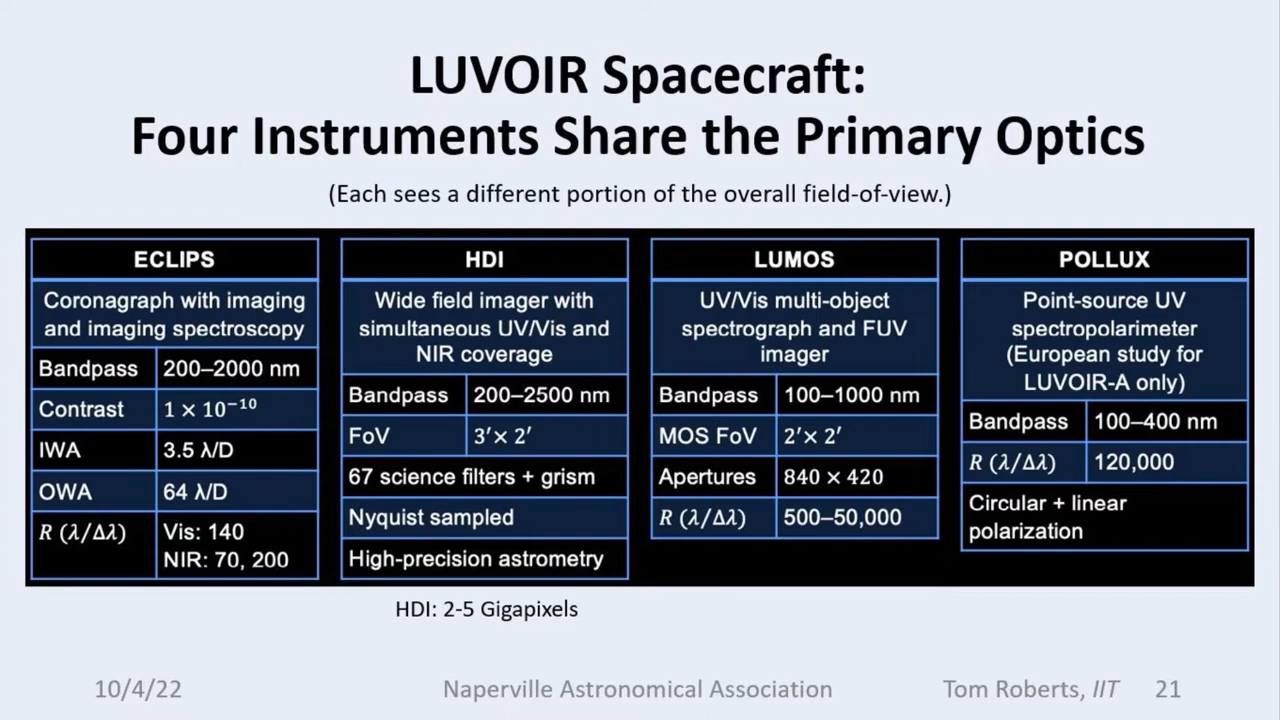 LUVOIR Spacecraft:
Four Instruments Share the Primary Optics
(Each sees a different portion of the overall field-of-view.)
ECLIPS
Coronagraph with imaging
and imaging spectroscopy
Bandpass 200–2000 nm
Contrast 1 × 10⁻¹⁰
IWA 3.5 λ/D
OWA 64 λ/D
R (λ/Δλ) Vis: 140
NIR: 70, 200
HDI
Wide field imager with
simultaneous UV/Vis and
NIR coverage
Bandpass 200–2500 nm
FoV 3′× 2′
67 science filters + grism
Nyquist sampled
High-precision astrometry
LUMOS
UV/Vis multi-object
spectrograph and FUV
imager
Bandpass 100–1000 nm
MOS FoV 2′× 2′
Apertures 840 × 420
R (λ/Δλ) 500–50,000
POLLUX
Point-source UV
spectropolarimeter
(European study for
LUVOIR-A only)
Bandpass 100–400 nm
R (λ/Δλ) 120,000
Circular + linear
polarization
HDI: 2-5 Gigapixels
10/4/22 Naperville Astronomical Association Tom Roberts, IIT 21